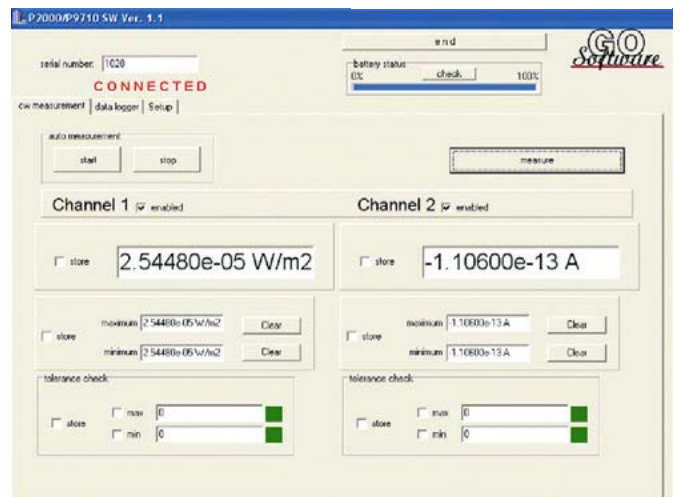 P2000/P9710 SW Ver. 1.1
end
GO
Software
serial number: 1028
battery status
0% check 100%
CONNECTED
cw measurement data logger Setup
auto measurement
start stop
measure
Channel 1 enabled
Channel 2 enabled
store 2.54480e-05 W/m2
store -1.10600e-13 A
store
maximum 2.54480e-05 W/m2 Clear
minimum 2.54480e-05 W/m2 Clear
store
maximum -1.10600e-13 A Clear
minimum -1.10600e-13 A Clear
tolerance check
store
max 0
min 0
tolerance check
store
max 0
min 0